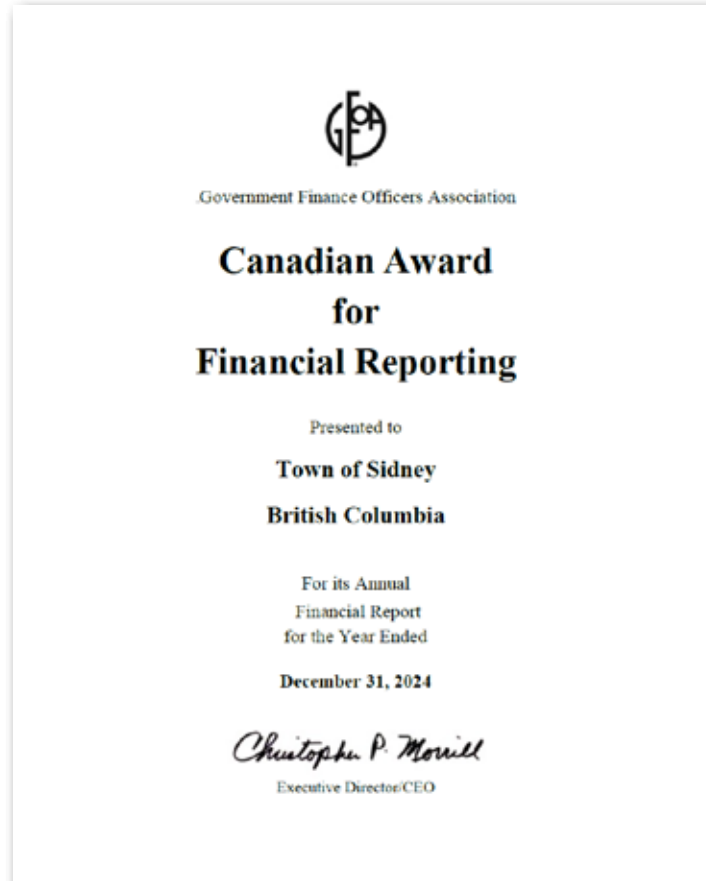 GFOA
Government Finance Officers Association
Canadian Award
for
Financial Reporting
Presented to
Town of Sidney
British Columbia
For its Annual
Financial Report
for the Year Ended
December 31, 2024
Christopher P. Morrill
Executive Director/CEO